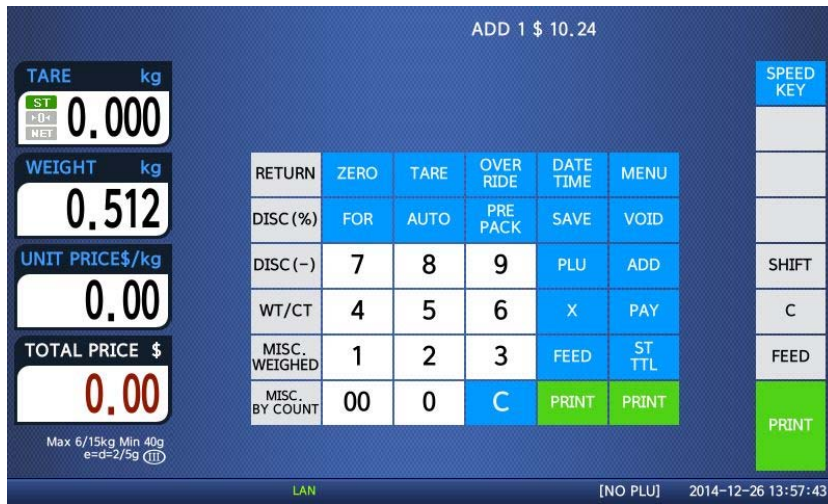 ADD 1 $ 10.24
TARE kg
ST
→0←
NET
0.000
WEIGHT kg
0.512
UNIT PRICE$/kg
0.00
TOTAL PRICE $
0.00
Max 6/15kg Min 40g
e=d=2/5g III
RETURN ZERO TARE OVER RIDE DATE TIME MENU
DISC(%) FOR AUTO PRE PACK SAVE VOID
DISC(-) 7 8 9 PLU ADD
WT/CT 4 5 6 X PAY
MISC. WEIGHED 1 2 3 FEED ST TTL
MISC. BY COUNT 00 0 C PRINT PRINT
SPEED
KEY
SHIFT
C
FEED
PRINT
LAN [NO PLU] 2014-12-26 13:57:43